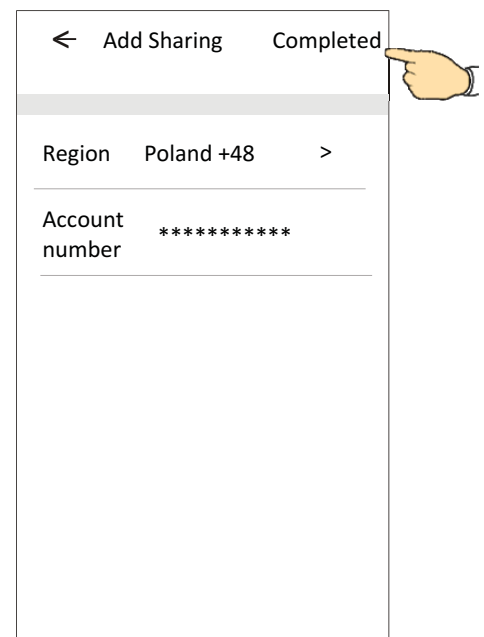 ← Add Sharing Completed
Region Poland +48 >
Account
number ***********